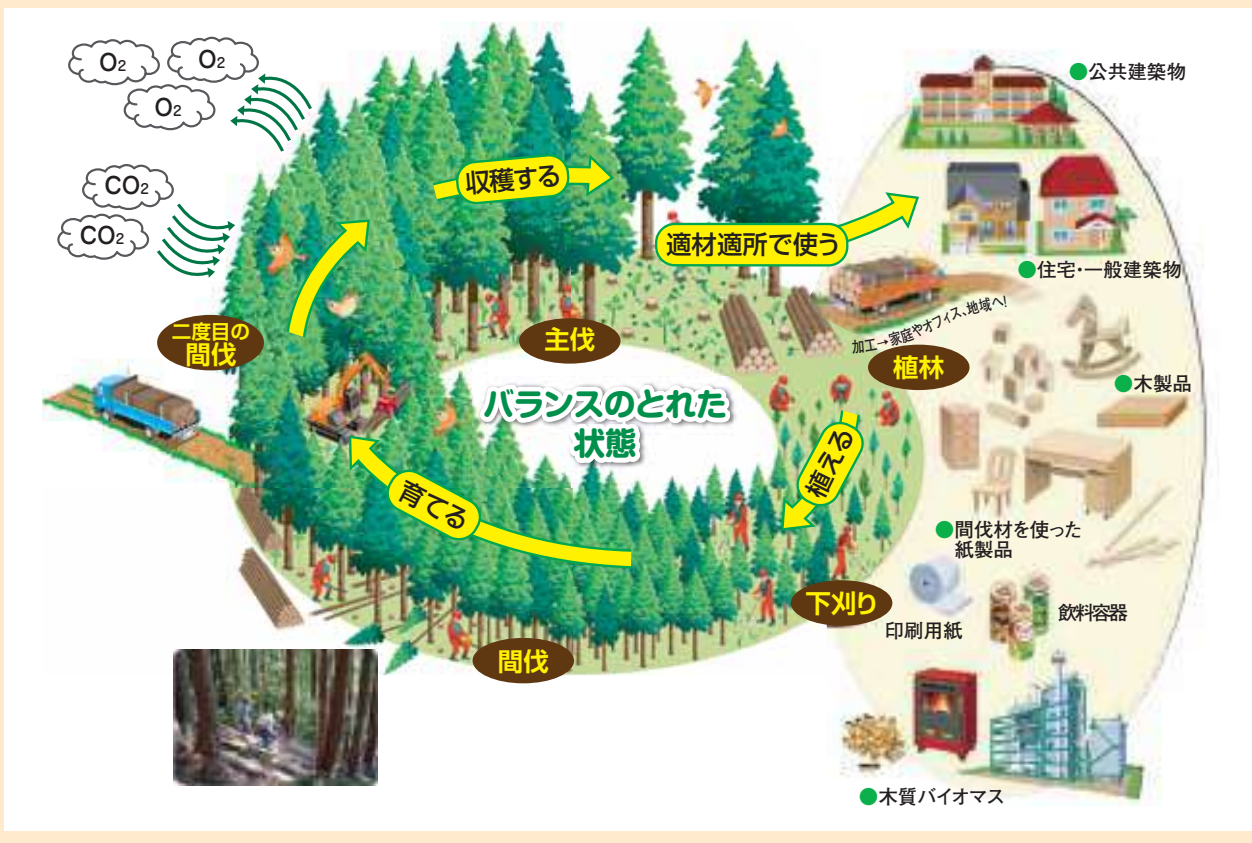 O2
O2
O2
CO2
CO2
収穫する
適材適所で使う
●公共建築物
●住宅・一般建築物
加工→家庭やオフィス、地域へ!
二度目の
間伐
主伐
植林
●木製品
バランスのとれた
状態
植える
育てる
●間伐材を使った
紙製品
下刈り
印刷用紙
飲料容器
間伐
●木質バイオマス